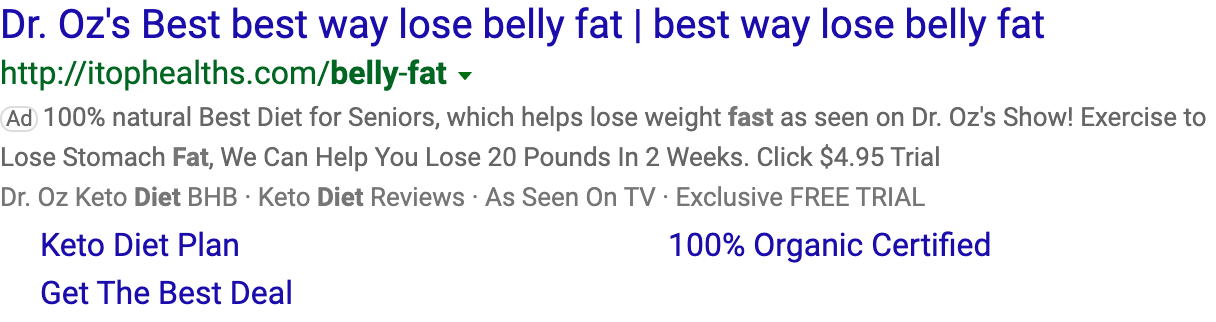 Dr. Oz's Best best way lose belly fat | best way lose belly fat
http://itophealths.com/belly-fat
Ad 100% natural Best Diet for Seniors, which helps lose weight fast as seen on Dr. Oz's Show! Exercise to
Lose Stomach Fat, We Can Help You Lose 20 Pounds In 2 Weeks. Click $4.95 Trial
Dr. Oz Keto Diet BHB · Keto Diet Reviews · As Seen On TV · Exclusive FREE TRIAL
Keto Diet Plan
100% Organic Certified
Get The Best Deal